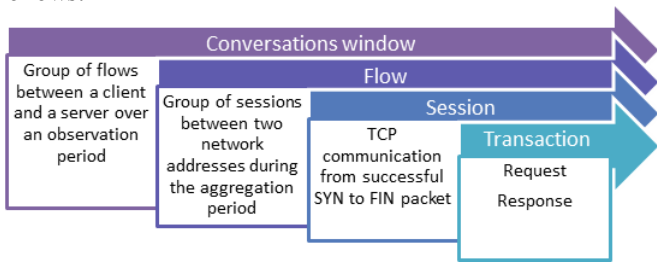 Conversations window
Group of flows
between a client
and a server over
an observation
period
Flow
Group of sessions
between two
network
addresses during
the aggregation
period
Session
TCP
communication
from successful
SYN to FIN packet
Transaction
Request
Response